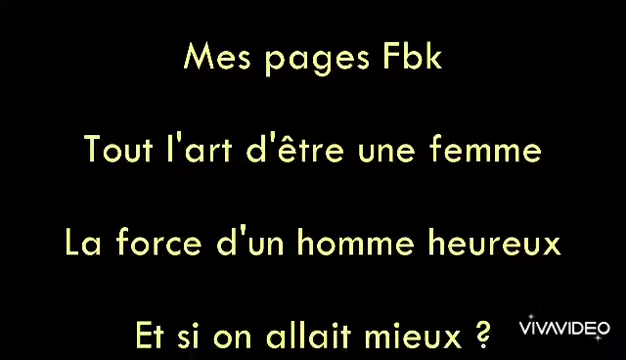 Mes pages Fbk
Tout l'art d'être une femme
La force d'un homme heureux
Et si on allait mieux ?
VIVAVIDEO